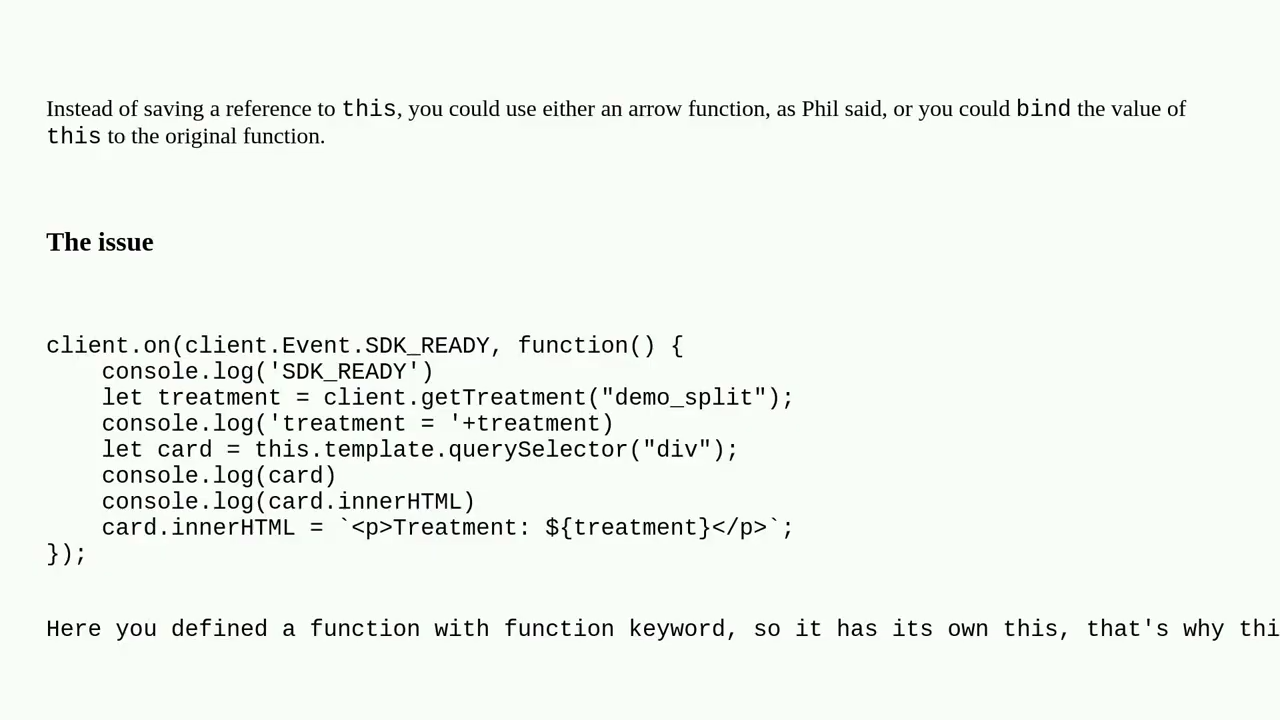 Instead of saving a reference to this, you could use either an arrow function, as Phil said, or you could bind the value of
this to the original function.
The issue
client.on(client.Event.SDK_READY, function() {
    console.log('SDK_READY')
    let treatment = client.getTreatment("demo_split");
    console.log('treatment = '+treatment)
    let card = this.template.querySelector("div");
    console.log(card)
    console.log(card.innerHTML)
    card.innerHTML = `<p>Treatment: ${treatment}</p>`;
});
Here you defined a function with function keyword, so it has its own this, that's why thi